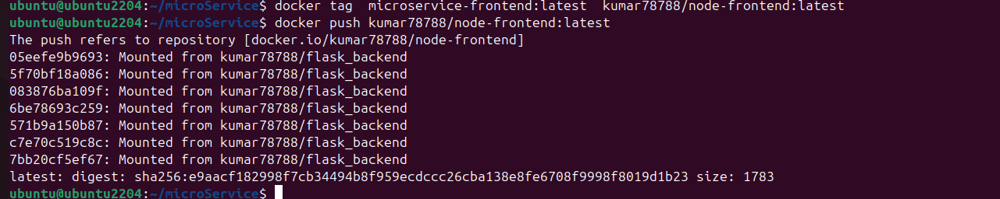 ubuntu@ubuntu2204:~/microService$ docker tag  microservice-frontend:latest  kumar78788/node-frontend:latest
ubuntu@ubuntu2204:~/microService$ docker push kumar78788/node-frontend:latest
The push refers to repository [docker.io/kumar78788/node-frontend]
05eefe9b9693: Mounted from kumar78788/flask_backend
5f70bf18a086: Mounted from kumar78788/flask_backend
083876ba109f: Mounted from kumar78788/flask_backend
6be78693c259: Mounted from kumar78788/flask_backend
571b9a150b87: Mounted from kumar78788/flask_backend
c7e70c519c8c: Mounted from kumar78788/flask_backend
7bb20cf5ef67: Mounted from kumar78788/flask_backend
latest: digest: sha256:e9aacf182998f7cb34494b8f959ecdccc26cba138e8fe6708f9998f8019d1b23 size: 1783
ubuntu@ubuntu2204:~/microService$